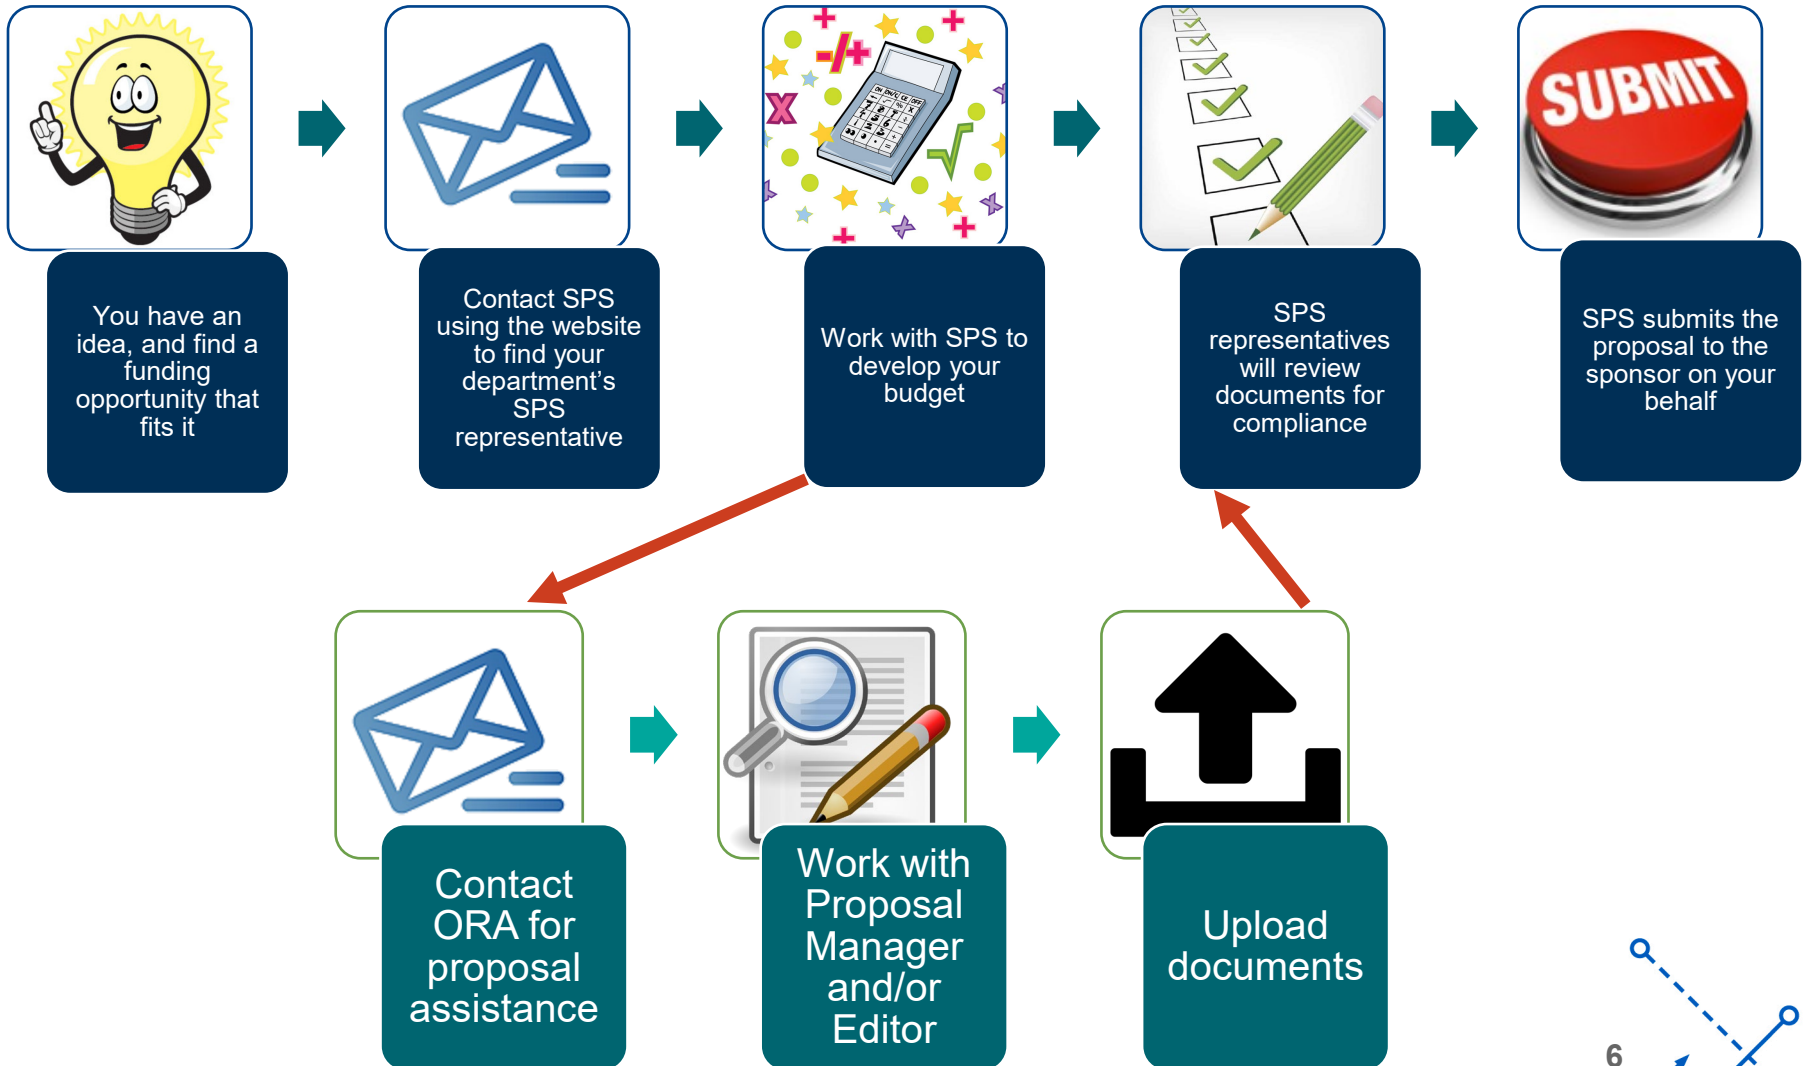 SUBMIT
You have an
idea, and find a
funding
opportunity that
fits it
Contact SPS
using the website
to find your
department’s
SPS
representative
Work with SPS to
develop your
budget
SPS
representatives
will review
documents for
compliance
SPS submits the
proposal to the
sponsor on your
behalf
Contact
ORA for
proposal
assistance
Work with
Proposal
Manager
and/or
Editor
Upload
documents
6